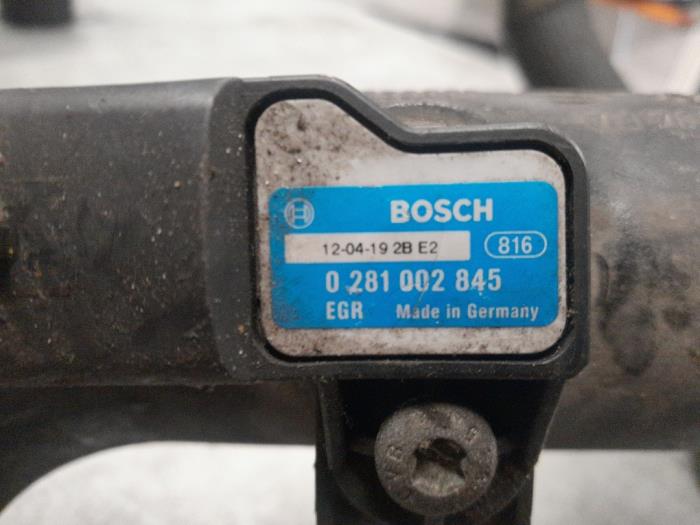 BOSCH
12-04-19 2B E2 816
0 281 002 845
EGR Made in Germany